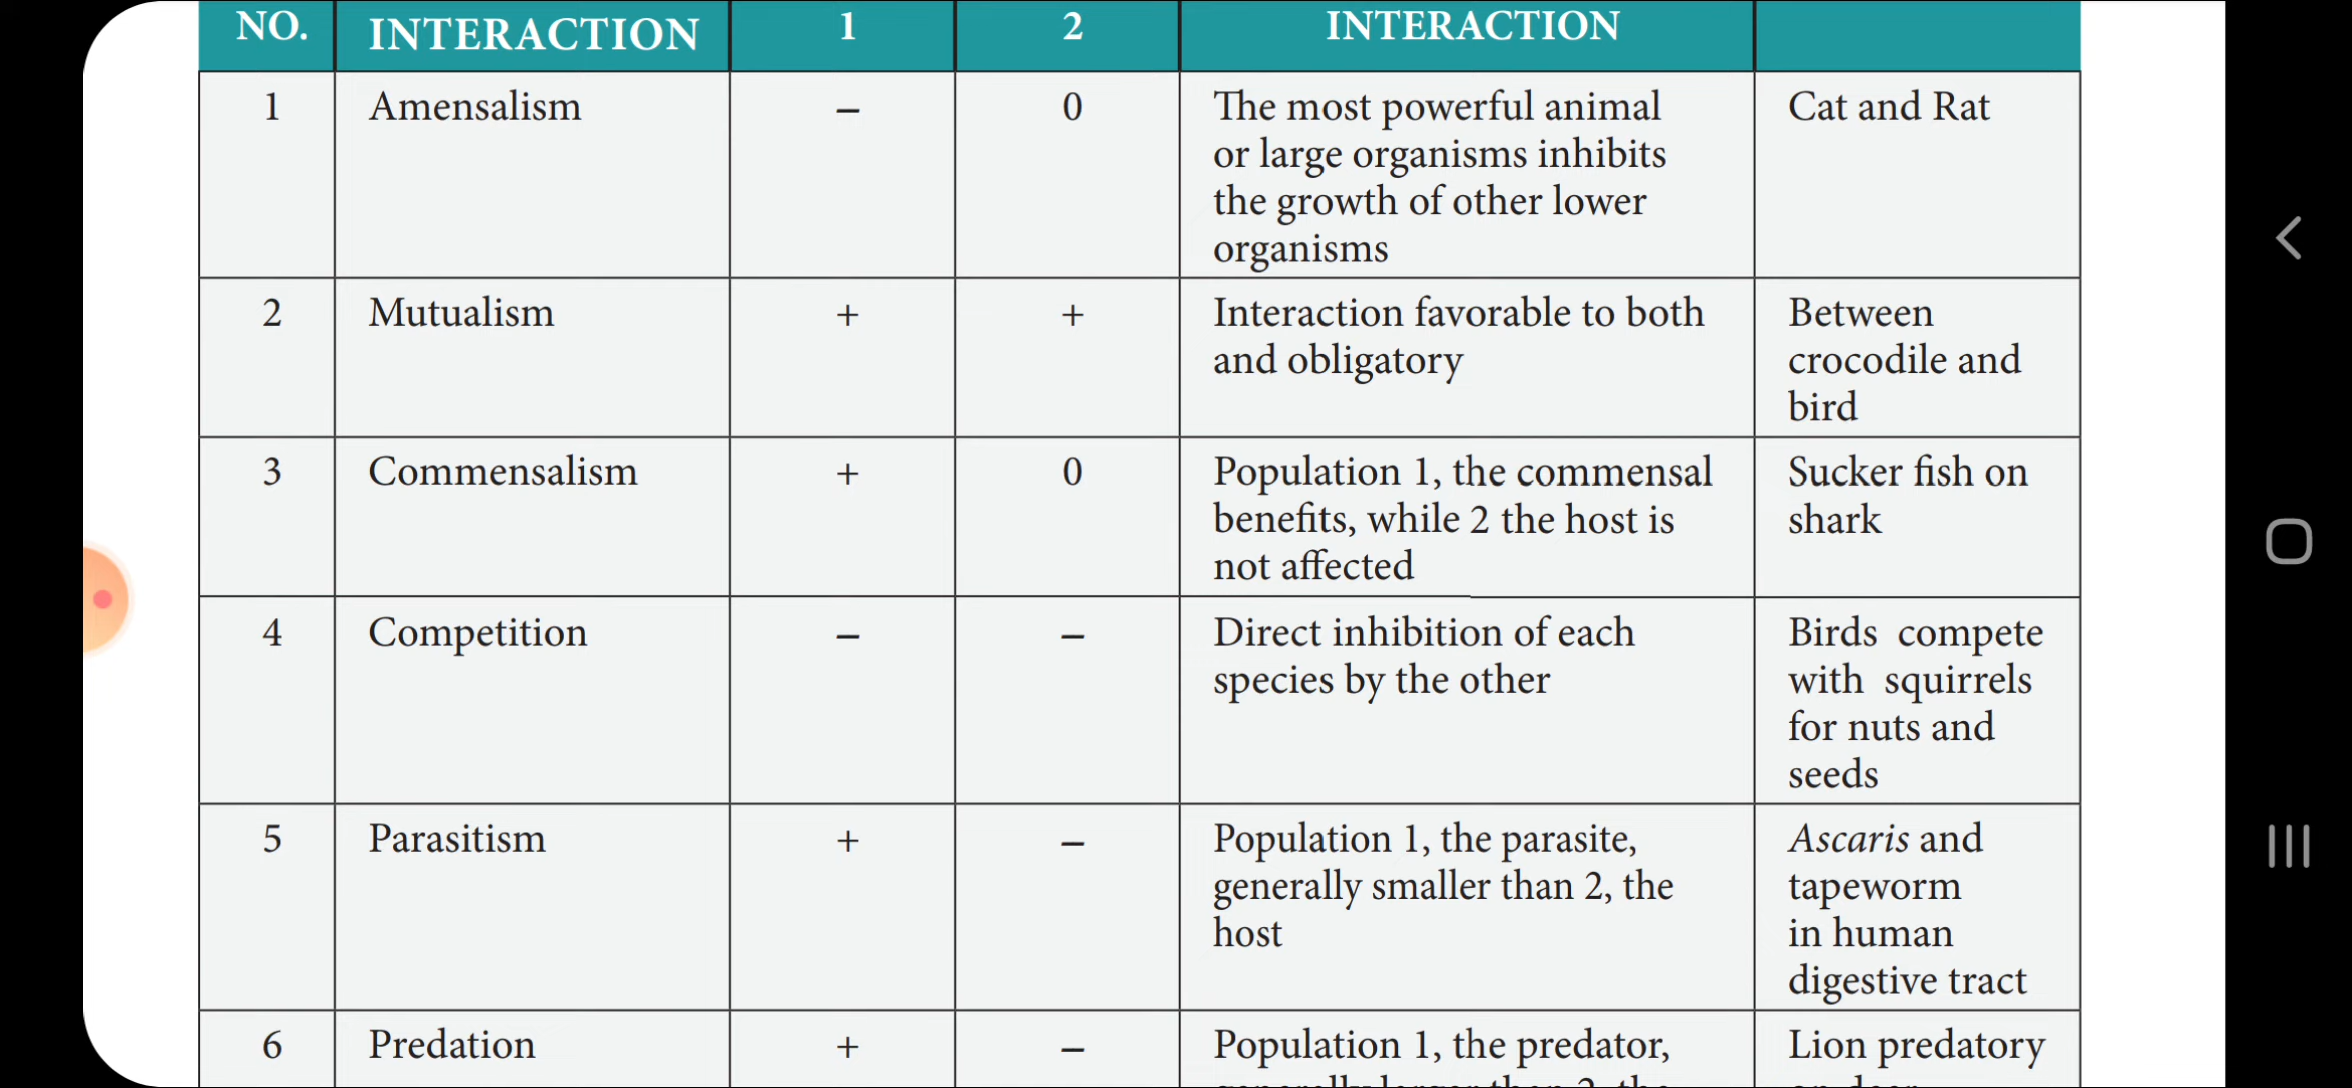 NO. INTERACTION 1 2 INTERACTION
1 Amensalism – 0 The most powerful animal Cat and Rat
or large organisms inhibits
the growth of other lower
organisms
2 Mutualism + + Interaction favorable to both Between
and obligatory crocodile and
bird
3 Commensalism + 0 Population 1, the commensal Sucker fish on
benefits, while 2 the host is shark
not affected
4 Competition – – Direct inhibition of each Birds compete
species by the other with squirrels
for nuts and
seeds
5 Parasitism + – Population 1, the parasite, Ascaris and
generally smaller than 2, the tapeworm
host in human
digestive tract
6 Predation + – Population 1, the predator, Lion predatory